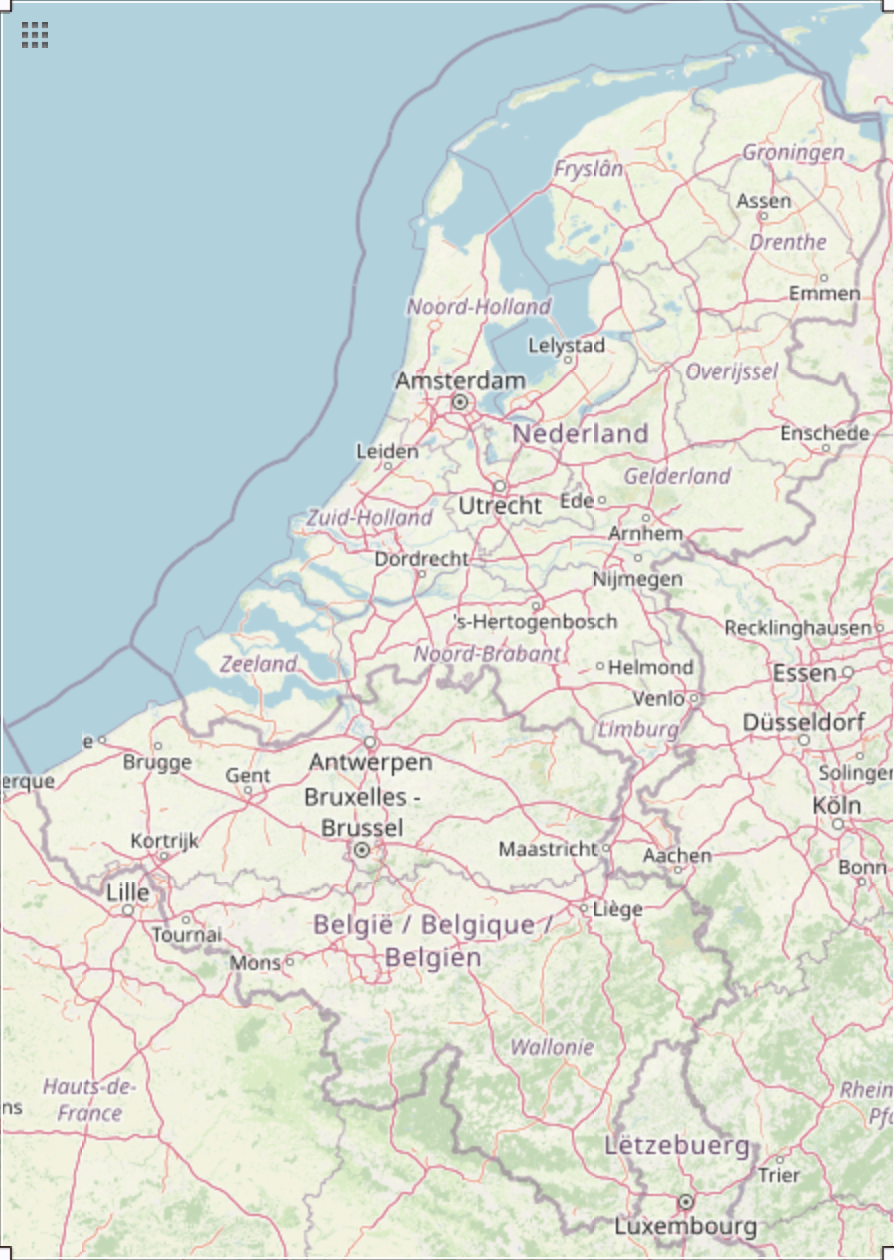 Groningen
Fryslân
Assen
Drenthe
Emmen
Noord-Holland
Lelystad
Overijssel
Amsterdam
Nederland
Enschede
Leiden
Gelderland
Utrecht
Ede
Zuid-Holland
Arnhem
Dordrecht
Nijmegen
's-Hertogenbosch
Recklinghausen
Noord-Brabant
Zeeland
Helmond
Essen
Venlo
Limburg
Düsseldorf
e
Brugge
Antwerpen
Solinger
erque
Gent
Bruxelles -
Brussel
Köln
Kortrijk
Maastricht
Aachen
Bonn
Lille
Liège
België / Belgique /
Belgien
Tournai
Mons
Wallonie
Hauts-de-
France
Rhein
Pfa
ns
Lëtzebuerg
Trier
Luxembourg